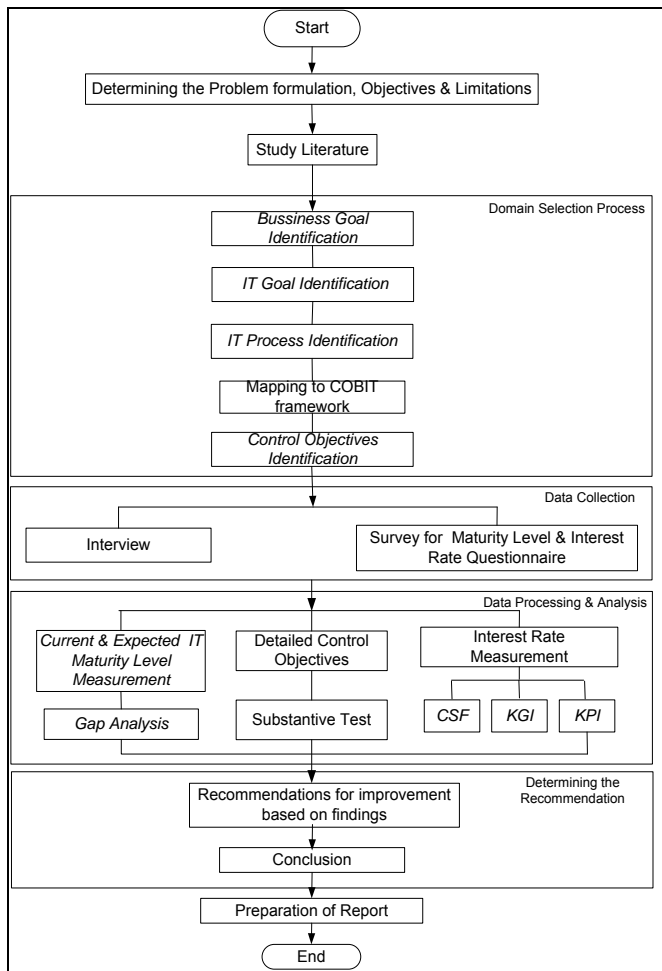 Start
Determining the Problem formulation, Objectives & Limitations
Study Literature
Domain Selection Process
Bussiness Goal
Identification
IT Goal Identification
IT Process Identification
Mapping to COBIT
framework
Control Objectives
Identification
Data Collection
Interview
Survey for Maturity Level & Interest
Rate Questionnaire
Data Processing & Analysis
Current & Expected IT
Maturity Level
Measurement
Detailed Control
Objectives
Interest Rate
Measurement
Gap Analysis
Substantive Test
CSF
KGI
KPI
Determining the
Recommendation
Recommendations for improvement
based on findings
Conclusion
Preparation of Report
End